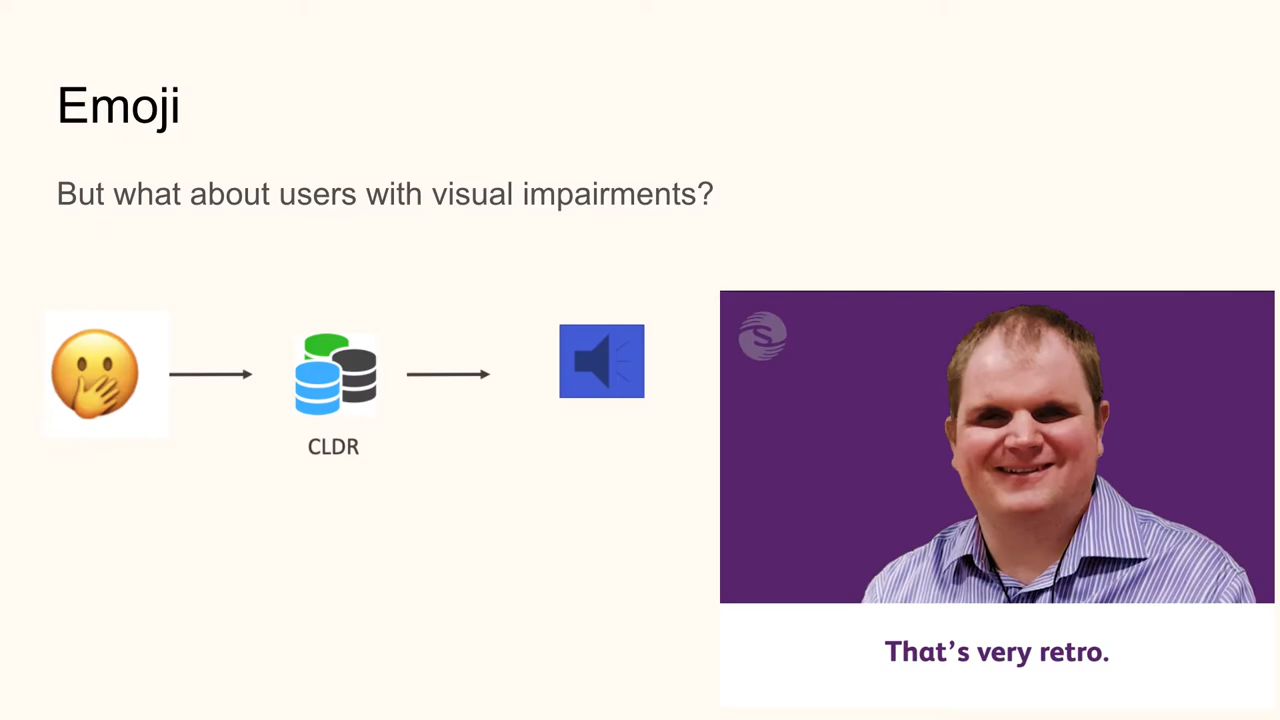 Emoji
But what about users with visual impairments?
CLDR
S
That's very retro.